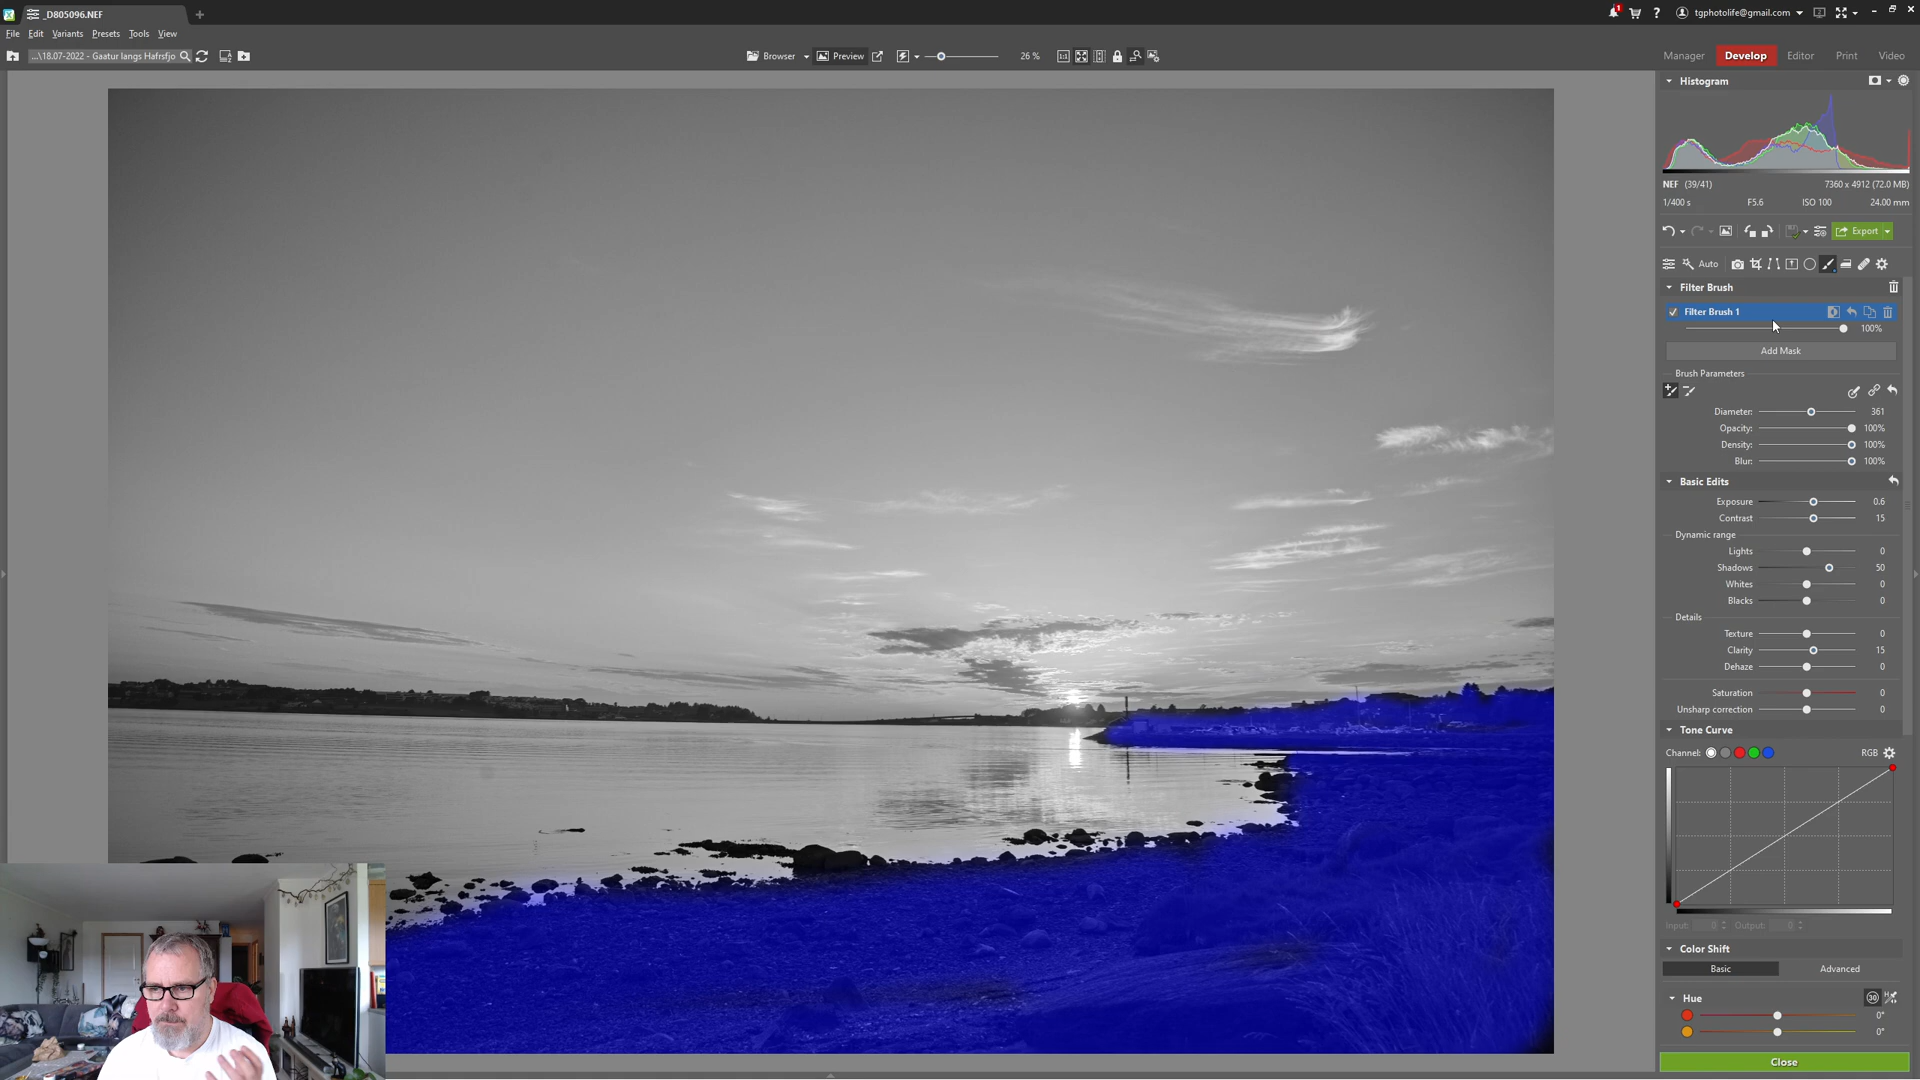 _D805096.NEF
tgphotolife@gmail.com
1
File Edit Variants Presets Tools View
...\18.07-2022 - Gaatur langs Hafrsfjo
Browser Preview 26 %
Manager Develop Editor Print Video
Histogram
NEF (39/41) 7360 x 4912 (72.0 MB)
1/400 s F5.6 ISO 100 24.00 mm
Export
Auto
Filter Brush
Filter Brush 1
100%
Add Mask
Brush Parameters
Diameter: 361
Opacity: 100%
Density: 100%
Blur: 100%
Basic Edits
Exposure 0.6
Contrast 15
Dynamic range
Lights 0
Shadows 50
Whites 0
Blacks 0
Details
Texture 0
Clarity 15
Dehaze 0
Saturation 0
Unsharp correction 0
Tone Curve
Channel: RGB
Input: 0 Output: 0
Color Shift
Basic Advanced
Hue 30
0°
0°
Close